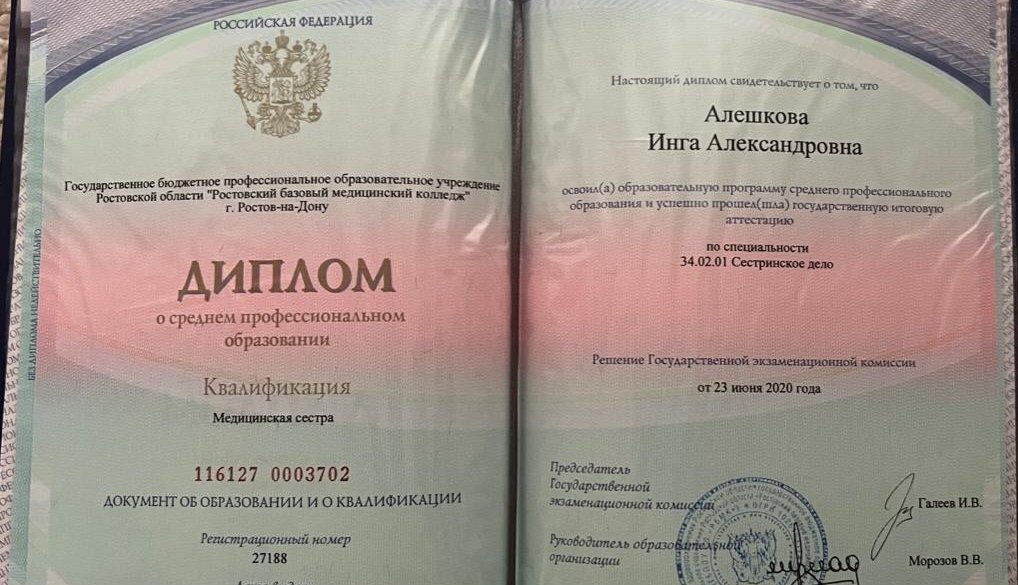 РОССИЙСКАЯ ФЕДЕРАЦИЯ
Государственное бюджетное профессиональное образовательное учреждение
Ростовской области "Ростовский базовый медицинский колледж"
г. Ростов-на-Дону
ДИПЛОМ
о среднем профессиональном
образовании
Квалификация
Медицинская сестра
116127 0003702
ДОКУМЕНТ ОБ ОБРАЗОВАНИИ И О КВАЛИФИКАЦИИ
Регистрационный номер
27188
БЕЗ ДИПЛОМА НЕДЕЙСТВИТЕЛЬНО
Настоящий диплом свидетельствует о том, что
Алешкова
Инга Александровна
освоил(а) образовательную программу среднего профессионального
образования и успешно прошел(шла) государственную итоговую
аттестацию
по специальности
34.02.01 Сестринское дело
Решение Государственной экзаменационной комиссии
от 23 июня 2020 года
Председатель
Государственной
экзаменационной комиссии
Галеев И.В.
Руководитель образовательной
организации
Морозов В.В.